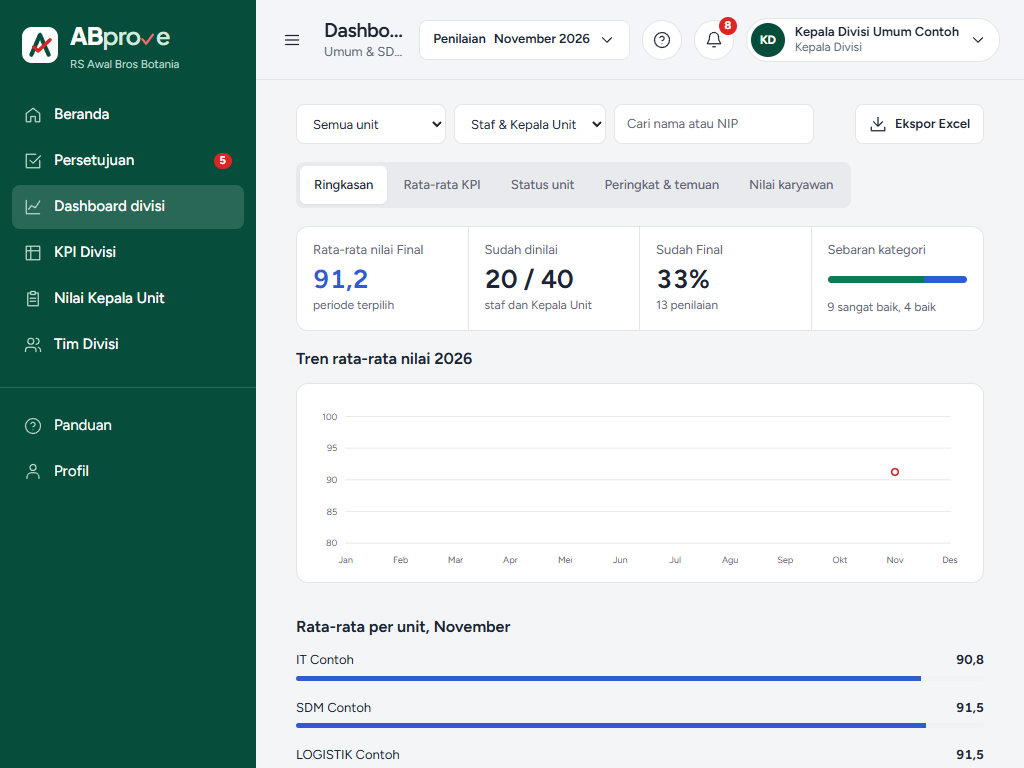 ABprove
RS Awal Bros Botania
Beranda
Persetujuan 5
Dashboard divisi
KPI Divisi
Nilai Kepala Unit
Tim Divisi
Panduan
Profil
Dashbo...
Umum & SD...
Penilaian November 2026
8
KD
Kepala Divisi Umum Contoh
Kepala Divisi
Semua unit
Staf & Kepala Unit
Cari nama atau NIP
Ekspor Excel
Ringkasan Rata-rata KPI Status unit Peringkat & temuan Nilai karyawan
Rata-rata nilai Final
91,2
periode terpilih
Sudah dinilai
20 / 40
staf dan Kepala Unit
Sudah Final
33%
13 penilaian
Sebaran kategori
9 sangat baik, 4 baik
Tren rata-rata nilai 2026
100
95
90
85
80
Jan Feb Mar Apr Mei Jun Jul Agu Sep Okt Nov Des
Rata-rata per unit, November
IT Contoh 90,8
SDM Contoh 91,5
LOGISTIK Contoh 91,5